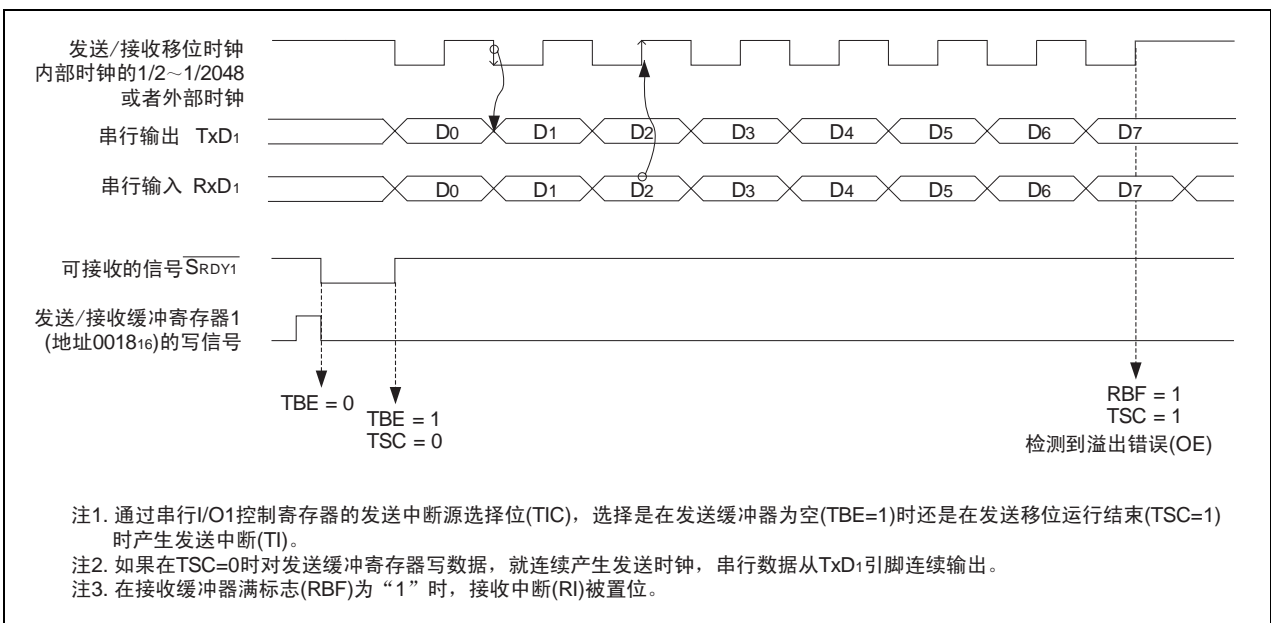 发送/接收移位时钟
内部时钟的1/2～1/2048
或者外部时钟
串行输出 TxD1
D0 D1 D2 D3 D4 D5 D6 D7
串行输入 RxD1
D0 D1 D2 D3 D4 D5 D6 D7
可接收的信号SRDY1
发送/接收缓冲寄存器1
(地址001816)的写信号
TBE = 0
TBE = 1
TSC = 0
RBF = 1
TSC = 1
检测到溢出错误(OE)
注1. 通过串行I/O1控制寄存器的发送中断源选择位(TIC)，选择是在发送缓冲器为空(TBE=1)时还是在发送移位运行结束(TSC=1)
时产生发送中断(TI)。
注2. 如果在TSC=0时对发送缓冲寄存器写数据，就连续产生发送时钟，串行数据从TxD1引脚连续输出。
注3. 在接收缓冲器满标志(RBF)为“1”时，接收中断(RI)被置位。